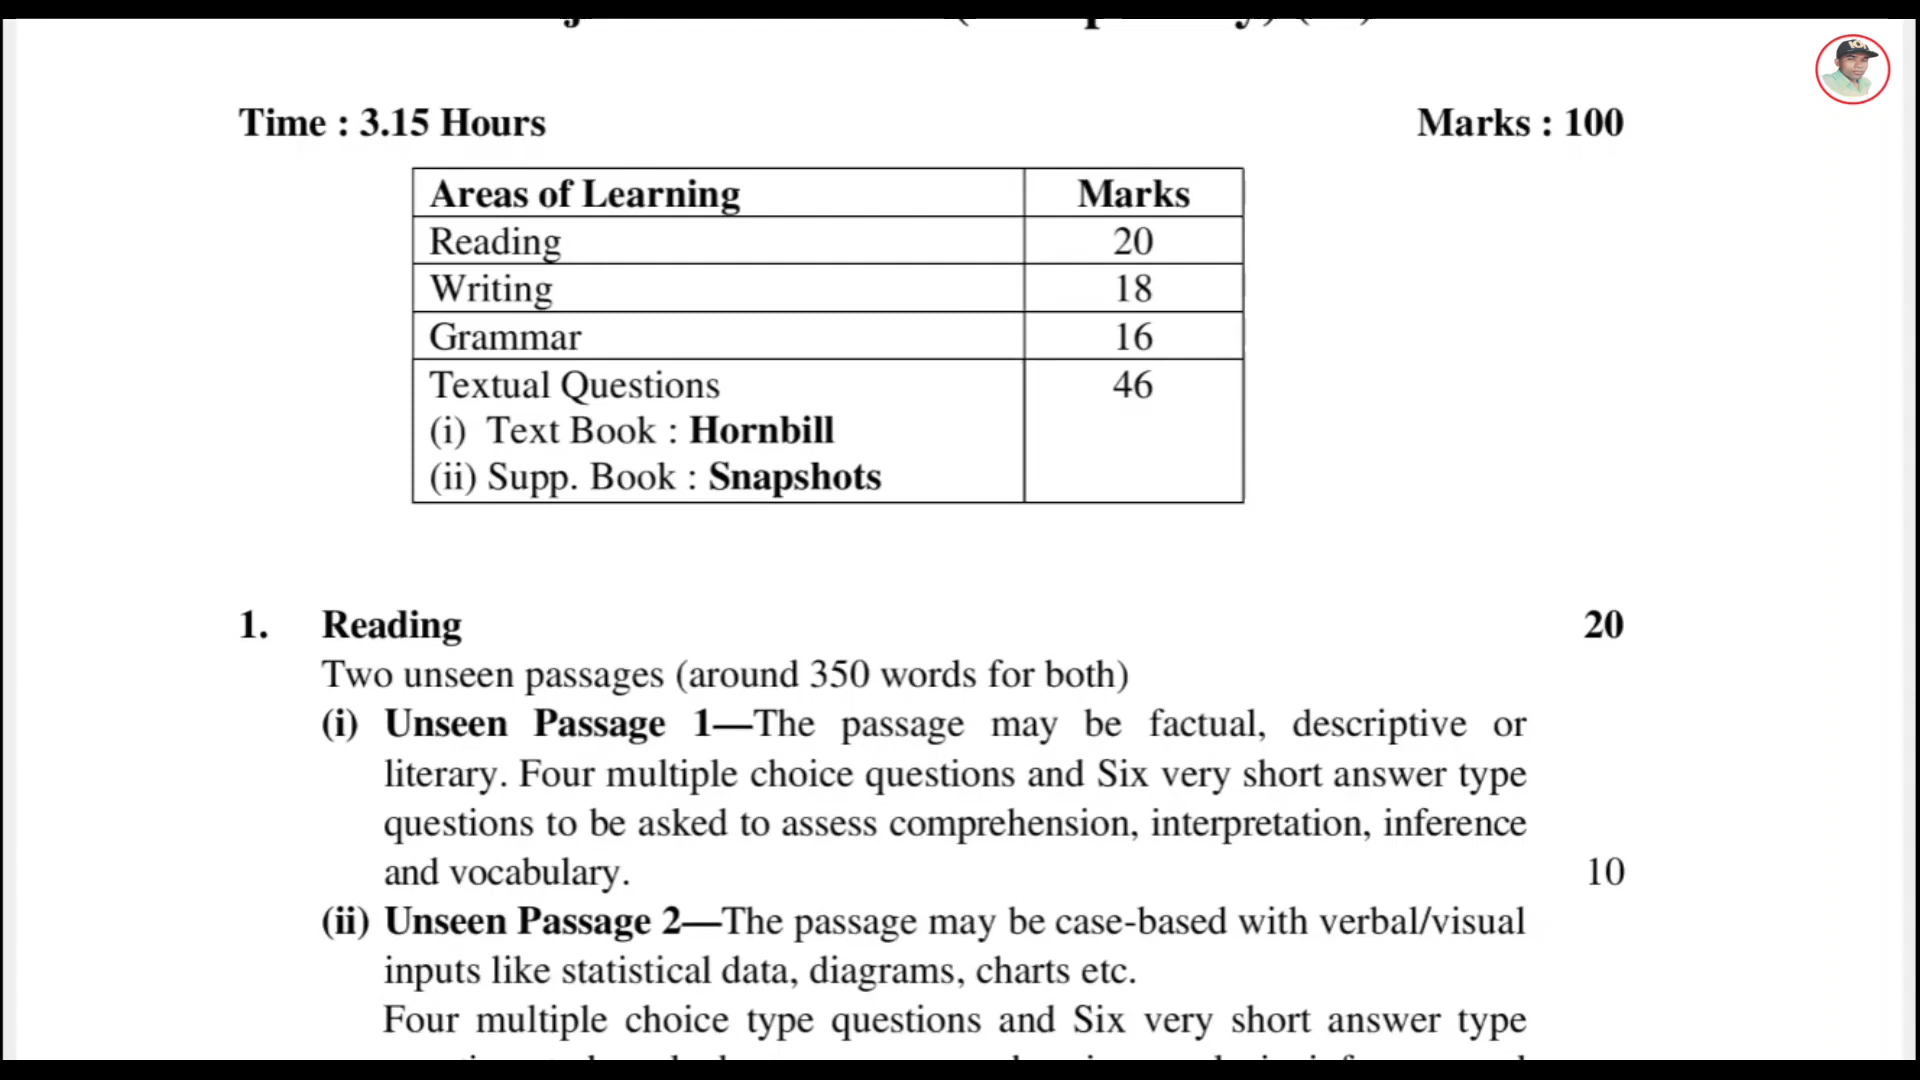 Time : 3.15 Hours Marks : 100
Areas of Learning Marks
Reading 20
Writing 18
Grammar 16
Textual Questions 46
(i) Text Book : Hornbill
(ii) Supp. Book : Snapshots
1. Reading 20
Two unseen passages (around 350 words for both)
(i) Unseen Passage 1—The passage may be factual, descriptive or
literary. Four multiple choice questions and Six very short answer type
questions to be asked to assess comprehension, interpretation, inference
and vocabulary. 10
(ii) Unseen Passage 2—The passage may be case-based with verbal/visual
inputs like statistical data, diagrams, charts etc.
Four multiple choice type questions and Six very short answer type